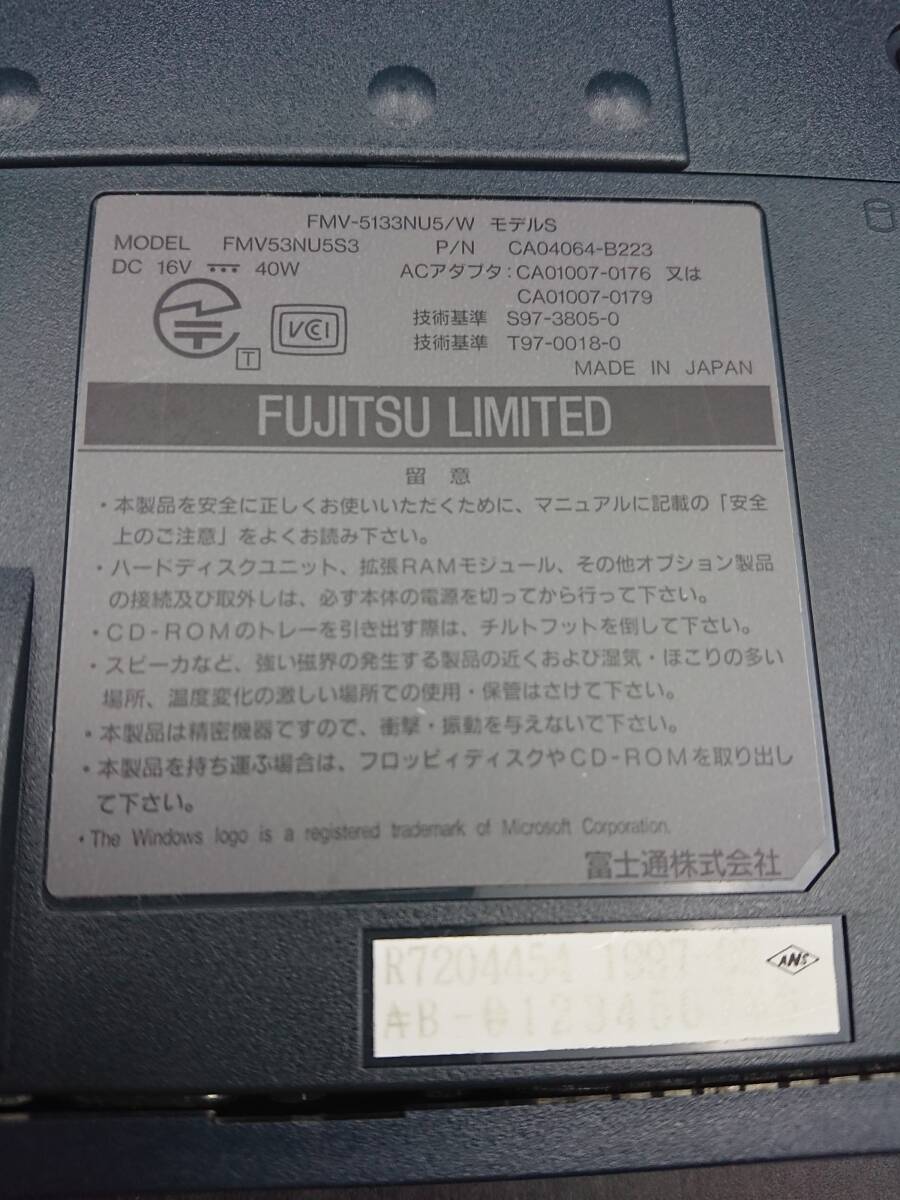 FMV-5133NU5/W モデルS
MODEL FMV53NU5S3 P/N CA04064-B223
DC 16V 40W ACアダプタ:CA01007-0176 又は
CA01007-0179
技術基準 S97-3805-0
技術基準 T97-0018-0
T
VCI
MADE IN JAPAN
FUJITSU LIMITED
留意
・本製品を安全に正しくお使いいただくために、マニュアルに記載の「安全
上のご注意」をよくお読み下さい。
・ハードディスクユニット、拡張RAMモジュール、その他オプション製品
の接続及び取外しは、必ず本体の電源を切ってから行って下さい。
・CD-ROMのトレーを引き出す際は、チルトフットを倒して下さい。
・スピーカなど、強い磁界の発生する製品の近くおよび湿気・ほこりの多い
場所、温度変化の激しい場所での使用・保管はさけて下さい。
・本製品は精密機器ですので、衝撃・振動を与えないで下さい。
・本製品を持ち運ぶ場合は、フロッピィディスクやCD-ROMを取り出し
て下さい。
・The Windows logo is a registered trademark of Microsoft Corporation.
富士通株式会社
R7204454 1997
ANS